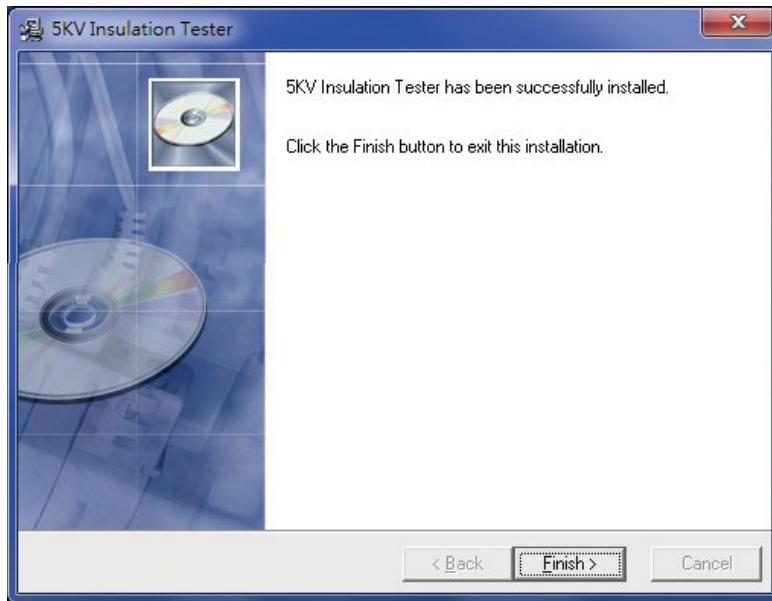 5KV Insulation Tester
5KV Insulation Tester has been successfully installed.
Click the Finish button to exit this installation.
< Back
Finish >
Cancel